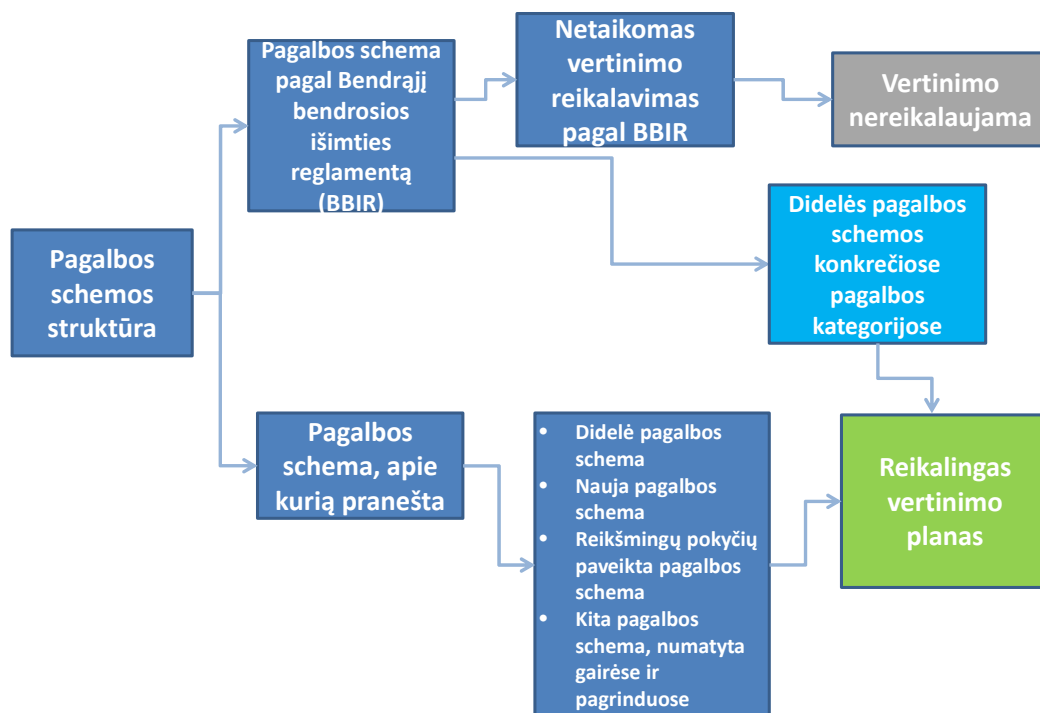 Pagalbos
schemos
struktūra
Pagalbos schema
pagal Bendrąjį
bendrosios
išimties
reglamentą
(BBIR)
Netaikomas
vertinimo
reikalavimas
pagal BBIR
Vertinimo
nereikalaujama
Didelės pagalbos
schemos
konkrečiose
pagalbos
kategorijose
Pagalbos
schema, apie
kurią pranešta
• Didelė pagalbos
schema
• Nauja pagalbos
schema
• Reikšmingų pokyčių
paveikta pagalbos
schema
• Kita pagalbos
schema, numatyta
gairėse ir
pagrinduose
Reikalingas
vertinimo
planas